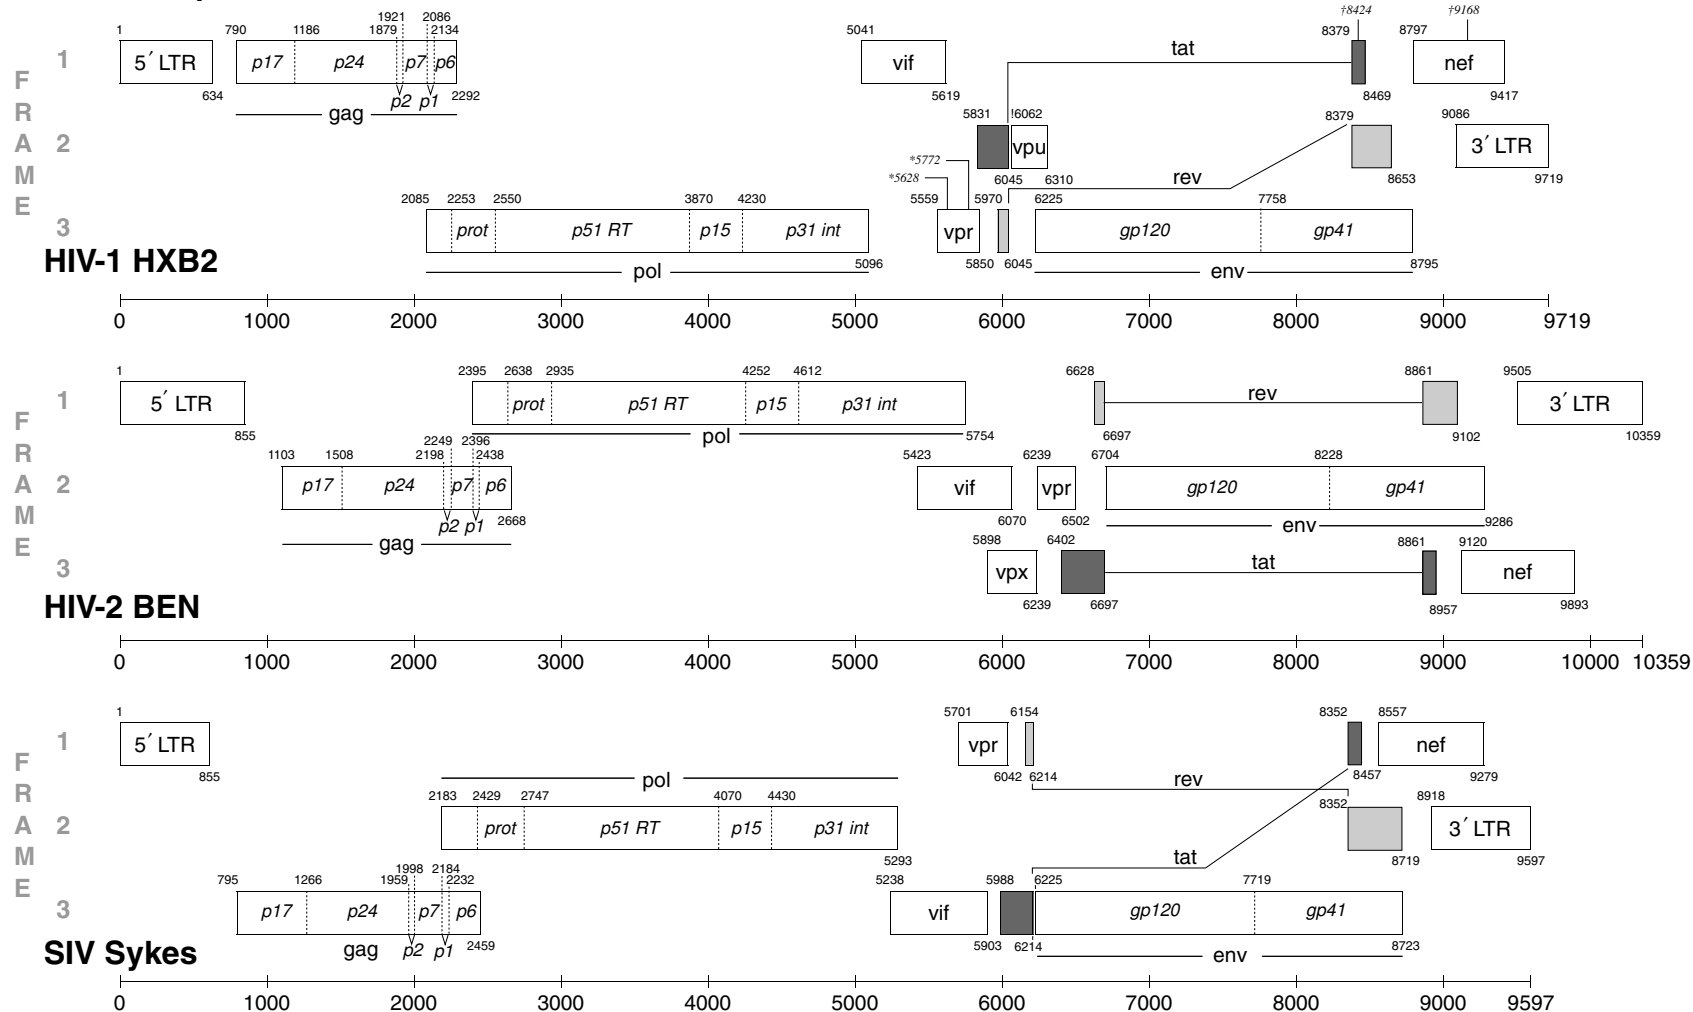 1 790 1186 1921 1879 2086 2134 5041 tat 8379 †8424 8797 †9168
FRAME
1 5′ LTR p17 p24 p7 p6 vif nef
634 gag p2 p1 2292 5619 8469 9417
5831 !6062 8379 9086
2 vpu 3′ LTR
*5772 6045 6310 rev 8653 9719
*5628
2085 2253 2550 3870 4230 5559 5970 6225 7758
3 prot p51 RT p15 p31 int vpr gp120 gp41
HIV-1 HXB2 pol 5096 5850 6045 env 8795
0 1000 2000 3000 4000 5000 6000 7000 8000 9000 9719
1 2395 2638 2935 4252 4612 6628 8861 9505
FRAME
1 5′ LTR prot p51 RT p15 p31 int rev 3′ LTR
855 pol 5754 6697 9102 10359
1103 1508 2249 2198 2396 2438 5423 6239 6704 8228
2 p17 p24 p7 p6 vif vpr gp120 gp41
gag p2 p1 2668 6070 6502 env 9286
5898 6402 8861 9120
3 vpx tat nef
HIV-2 BEN 6239 6697 8957 9893
0 1000 2000 3000 4000 5000 6000 7000 8000 9000 10000 10359
1 5701 6154 8352 8557
FRAME
1 5′ LTR vpr nef
855 pol 6042 6214 rev 8457 9279
2183 2429 2747 4070 4430 8352 8918
2 prot p51 RT p15 p31 int 3′ LTR
5293 tat 8719 9597
795 1266 1998 1959 2184 2232 5238 5988 6225 7719
3 p17 p24 p7 p6 vif gp120 gp41
SIV Sykes gag p2 p1 2459 5903 6214 env 8723
0 1000 2000 3000 4000 5000 6000 7000 8000 9000 9597